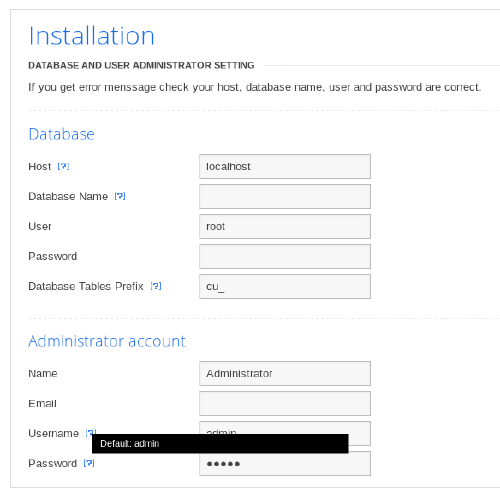 Installation
DATABASE AND USER ADMINISTRATOR SETTING
If you get error menssage check your host, database name, user and password are correct.
Database
Host [?] localhost
Database Name [?]
User root
Password
Database Tables Prefix [?] cu_
Administrator account
Name Administrator
Email
Username [?] admin
Default: admin
Password [?] ●●●●●